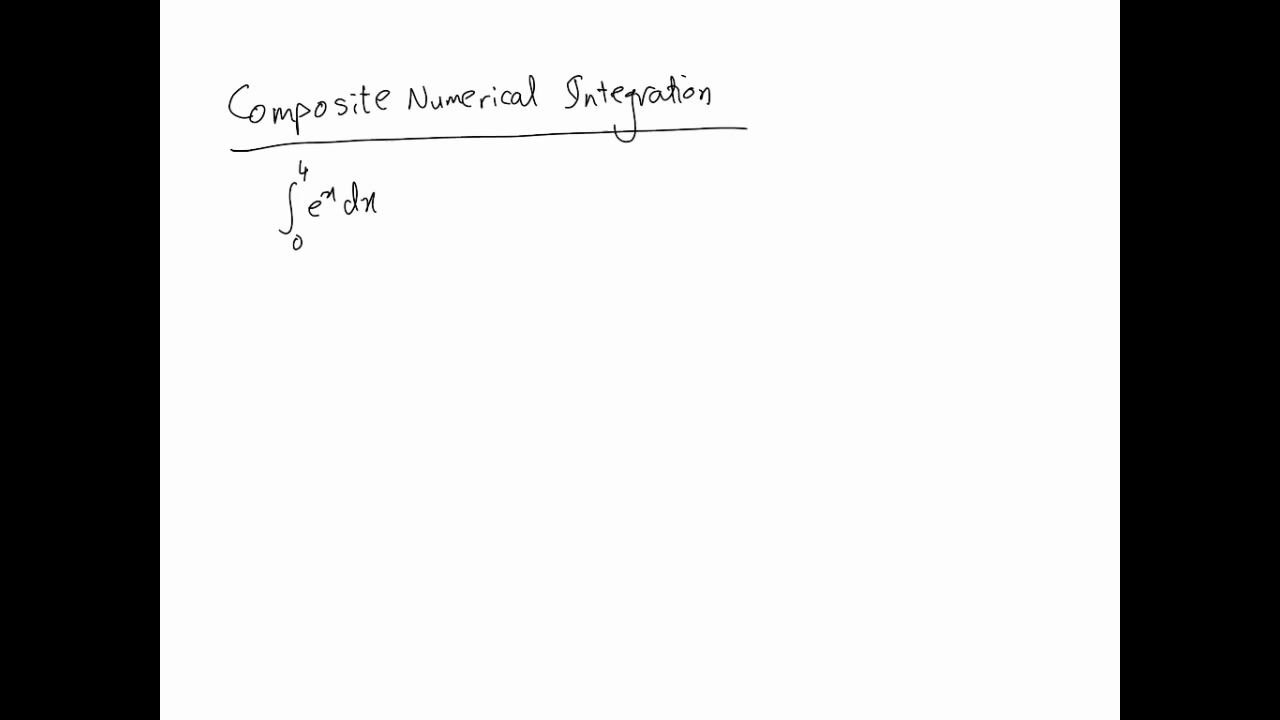 Composite Numerical Integration
∫₀⁴ eˣ dx